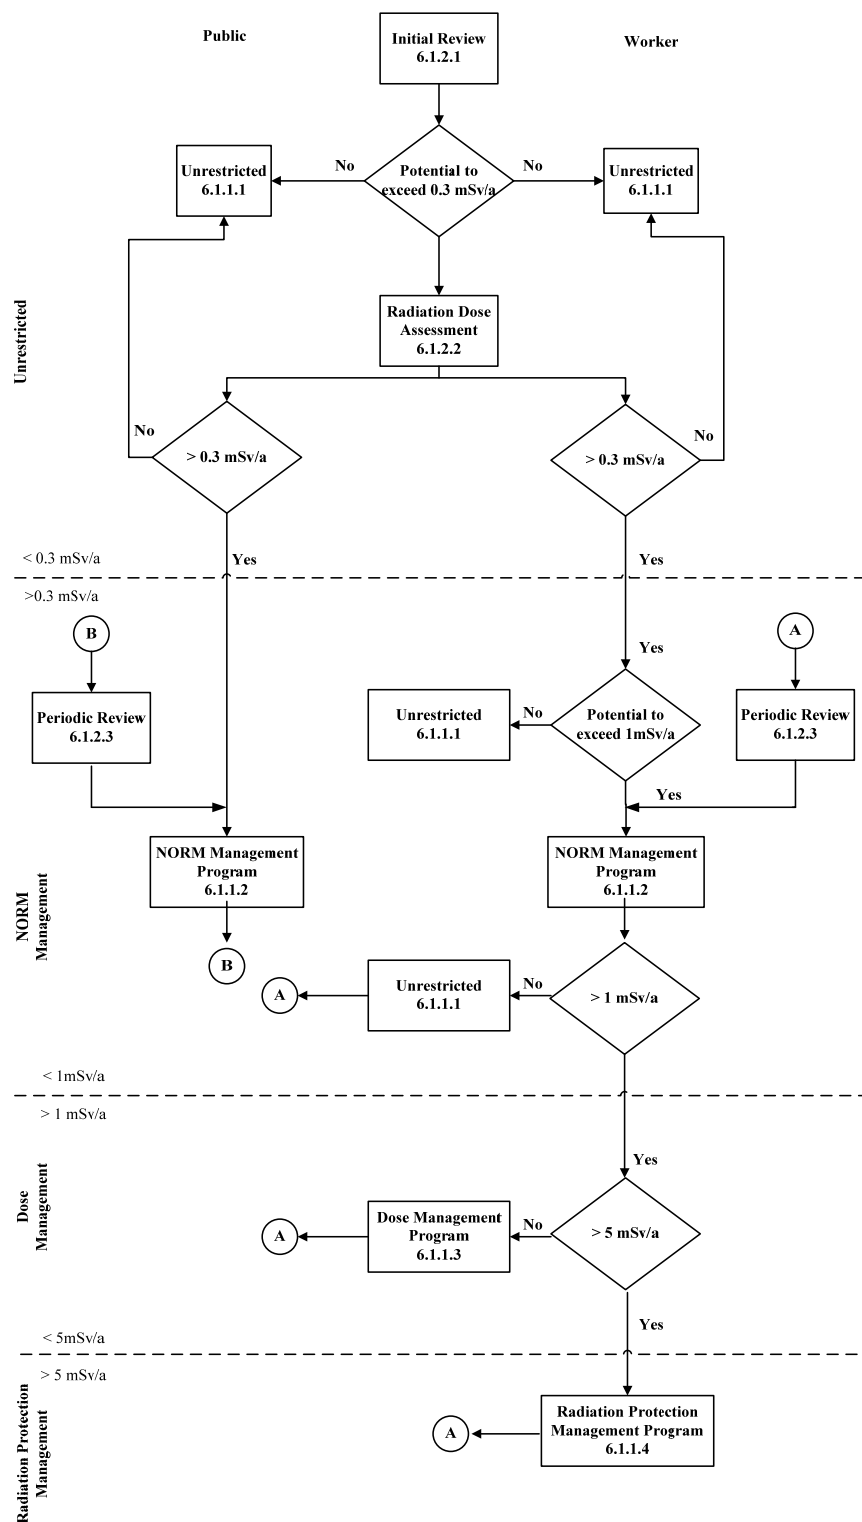 Public
Initial Review
6.1.2.1
Worker
Unrestricted
6.1.1.1
No
Potential to
exceed 0.3 mSv/a
No
Unrestricted
6.1.1.1
Unrestricted
Radiation Dose
Assessment
6.1.2.2
No
> 0.3 mSv/a
> 0.3 mSv/a
No
< 0.3 mSv/a
Yes
Yes
>0.3 mSv/a
B
A
Yes
Periodic Review
6.1.2.3
Unrestricted
6.1.1.1
No
Potential to
exceed 1mSv/a
Periodic Review
6.1.2.3
Yes
NORM
Management
NORM Management
Program
6.1.1.2
NORM Management
Program
6.1.1.2
B
A
Unrestricted
6.1.1.1
No
> 1 mSv/a
< 1mSv/a
> 1 mSv/a
Yes
Dose
Management
A
Dose Management
Program
6.1.1.3
No
> 5 mSv/a
Yes
< 5mSv/a
> 5 mSv/a
Radiation Protection
Management
A
Radiation Protection
Management Program
6.1.1.4